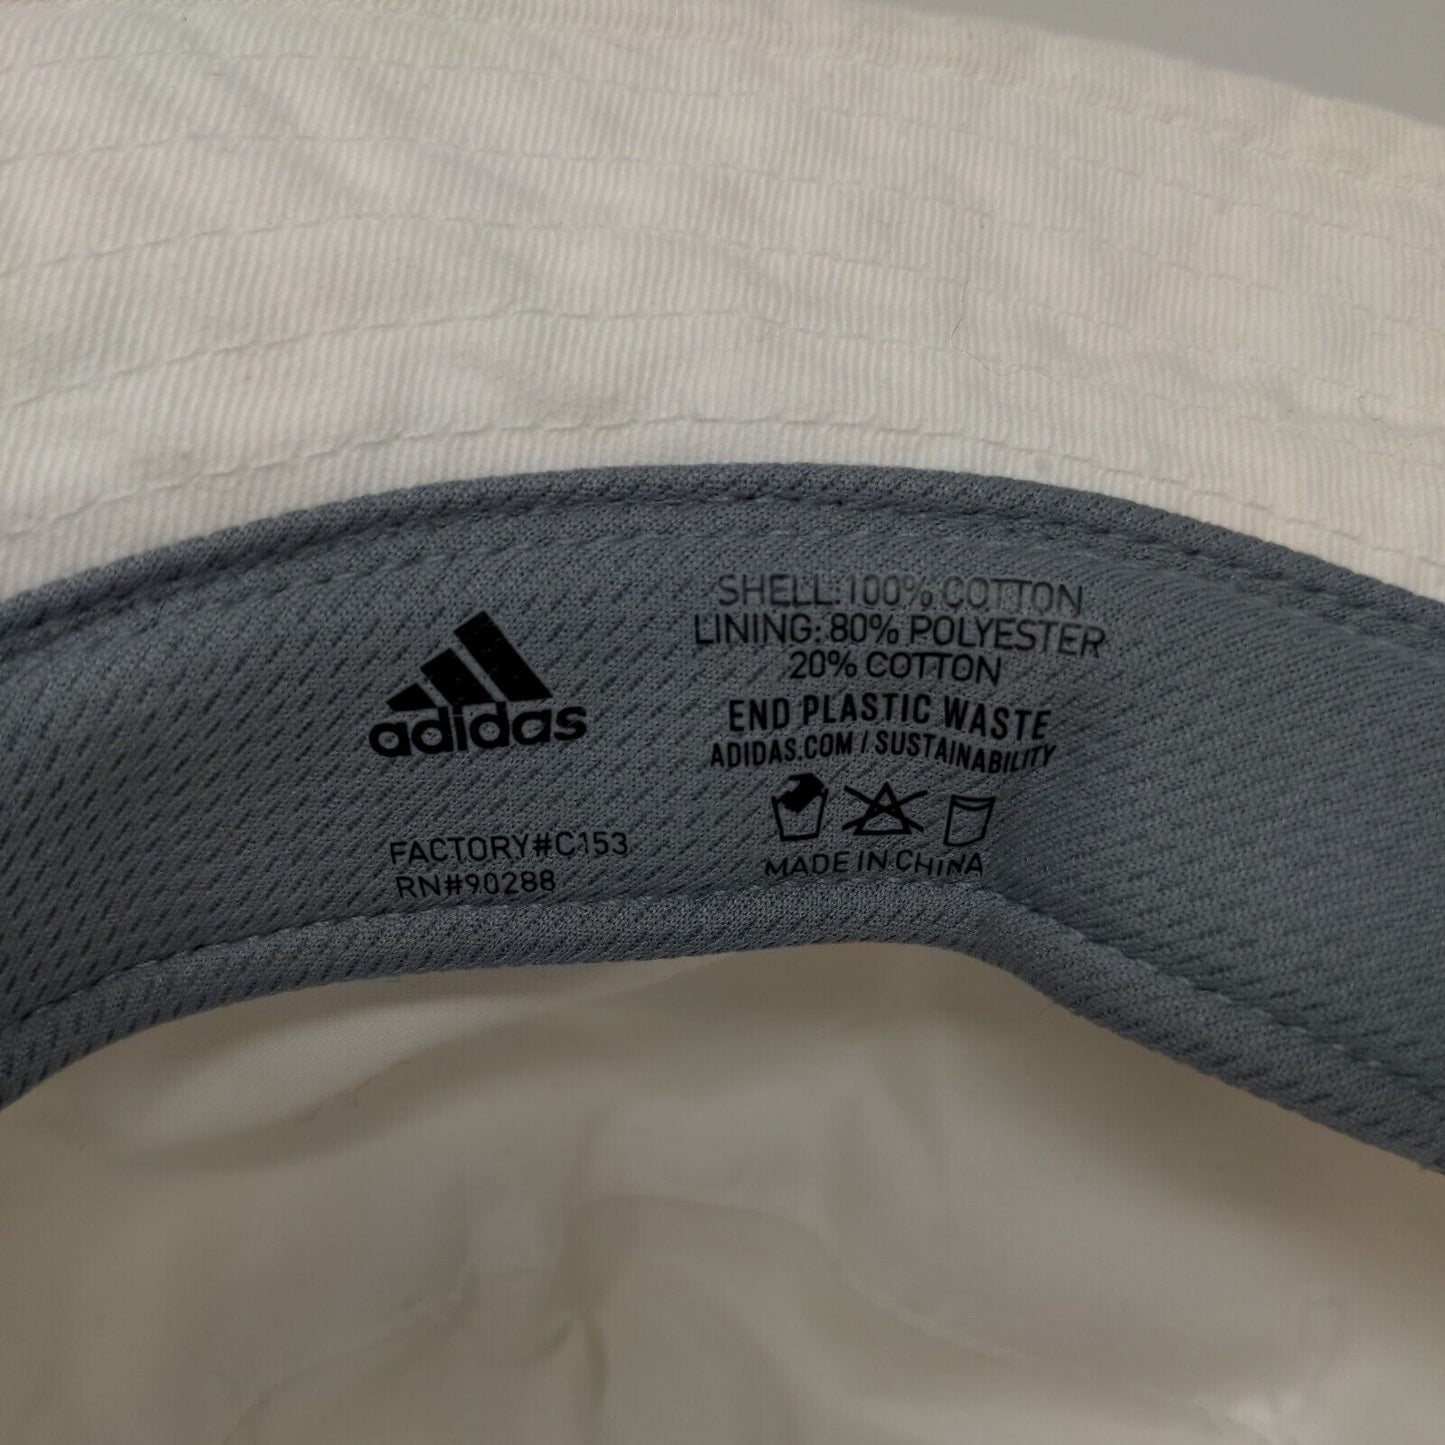 adidas
FACTORY#C153
RN#90288
SHELL:100% COTTON
LINING: 80% POLYESTER
20% COTTON
END PLASTIC WASTE
ADIDAS.COM / SUSTAINABILITY
MADE IN CHINA